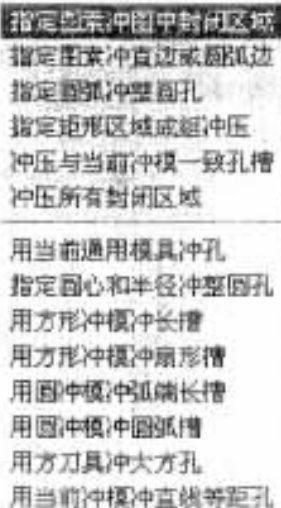 指定图素冲图中封闭区域
指定图素冲直边或圆弧边
指定圆弧冲整圆孔
指定矩形区域成组冲压
冲压与当前冲模一致孔槽
冲压所有封闭区域
用当前通用模具冲孔
指定圆心和半径冲整圆孔
用方形冲模冲长槽
用方形冲模冲扇形槽
用圆冲模冲弧端长槽
用圆冲模冲圆弧槽
用方刀具冲大方孔
用当前冲模冲直线等距孔